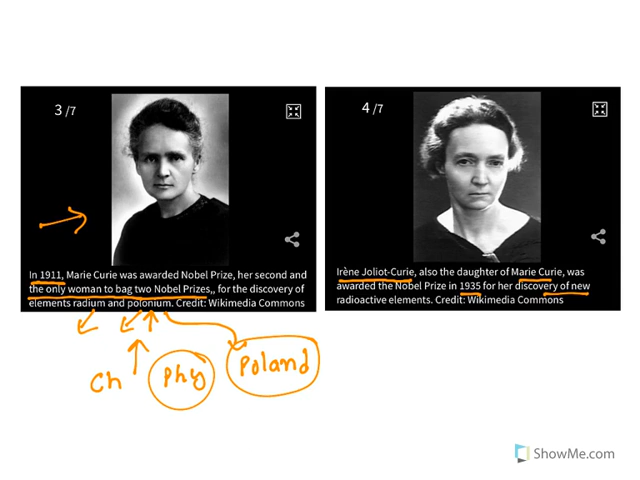 3 /7
In 1911, Marie Curie was awarded Nobel Prize, her second and
the only woman to bag two Nobel Prizes,, for the discovery of
elements radium and polonium. Credit: Wikimedia Commons
4 /7
Irène Joliot-Curie, also the daughter of Marie Curie, was
awarded the Nobel Prize in 1935 for her discovery of new
radioactive elements. Credit: Wikimedia Commons
Ch
Phy
Poland
ShowMe.com